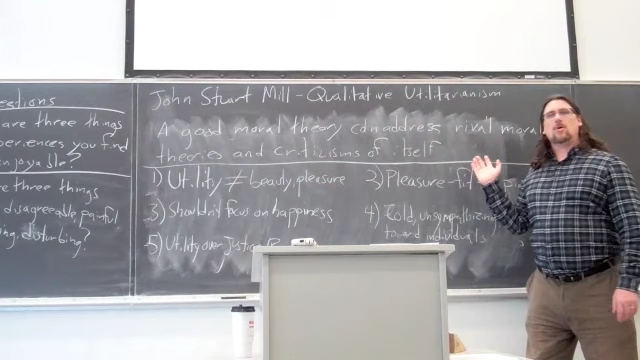 estions
are three things
periences you find
njoyable?
re three things
disagreeable, painful
ing, disturbing?
John Stuart Mill - Qualitative Utilitarianism
A good moral theory can address rival moral
theories and criticisms of itself
1) Utility ≠ beauty, pleasure
2) Pleasure-fit
3) Shouldn't focus on happiness
4) Cold, unsympathizing
toward individuals
5) Utility over Justice